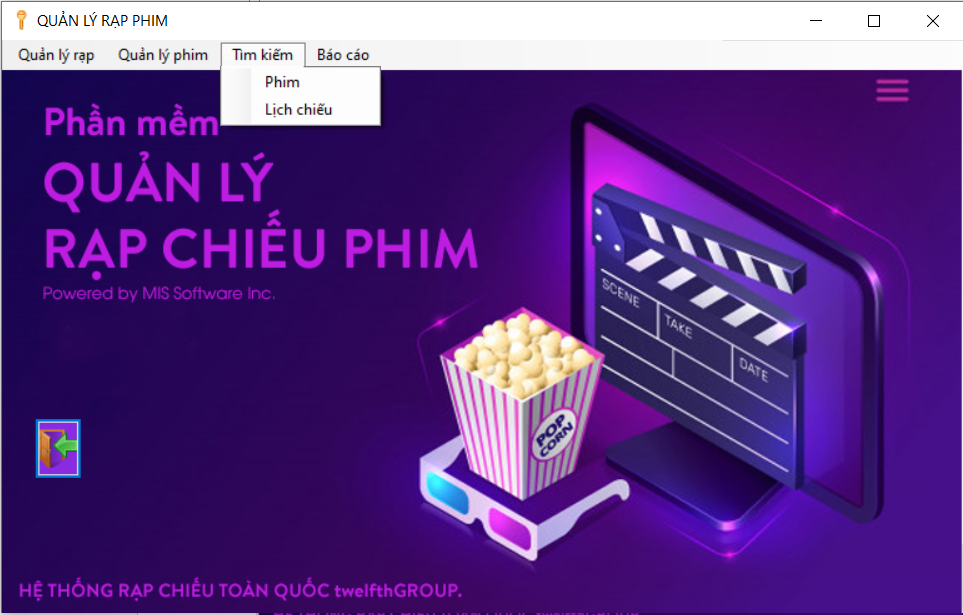 QUẢN LÝ RẠP PHIM
Quản lý rạp Quản lý phim Tìm kiếm Báo cáo
Phim
Lịch chiếu
Phần mềm
QUẢN LÝ
RẠP CHIẾU PHIM
Powered by MIS Software Inc.
SCENE
TAKE
DATE
POP
CORN
HỆ THỐNG RẠP CHIẾU TOÀN QUỐC twelfthGROUP.